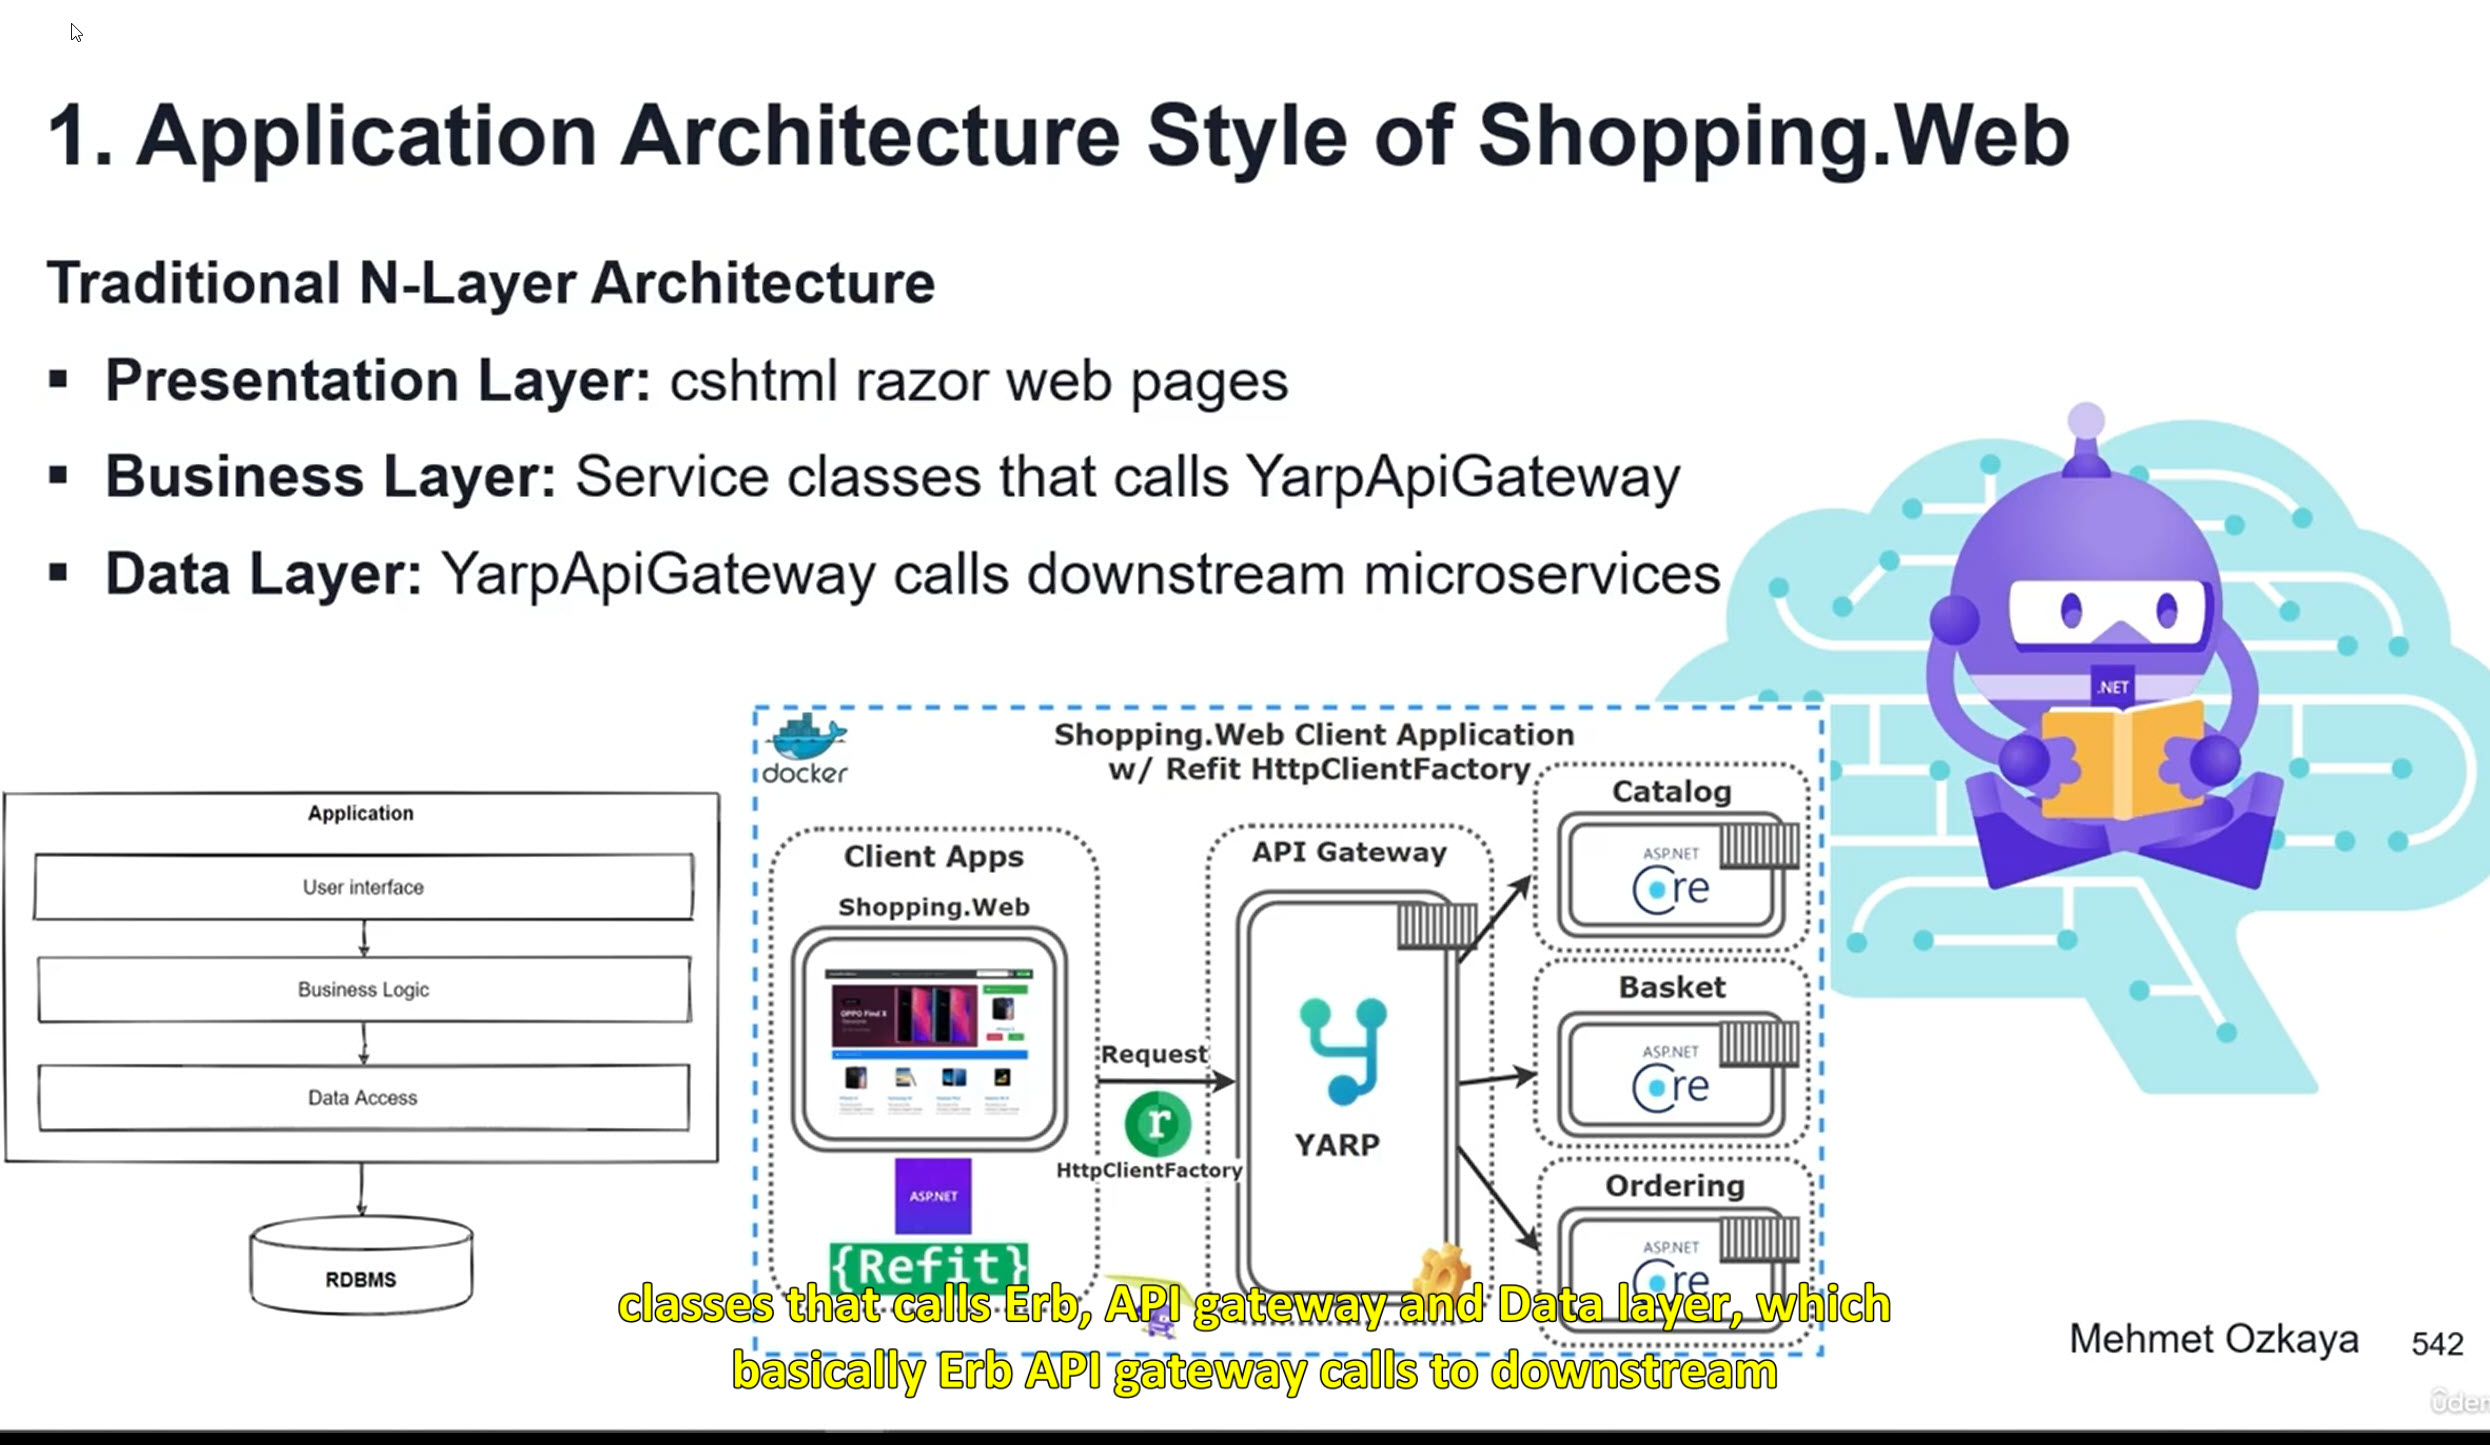 1. Application Architecture Style of Shopping.Web
Traditional N-Layer Architecture
▪ Presentation Layer: cshtml razor web pages
▪ Business Layer: Service classes that calls YarpApiGateway
▪ Data Layer: YarpApiGateway calls downstream microservices
.NET
Application
User interface
Business Logic
Data Access
RDBMS
docker
Shopping.Web Client Application
w/ Refit HttpClientFactory
Client Apps
Shopping.Web
OPPO Find X
ASP.NET
{Refit}
Request
r
HttpClientFactory
API Gateway
YARP
Catalog
ASP.NET
Core
Basket
ASP.NET
Core
Ordering
ASP.NET
Core
classes that calls Erb, API gateway and Data layer, which
basically Erb API gateway calls to downstream
Mehmet Ozkaya 542